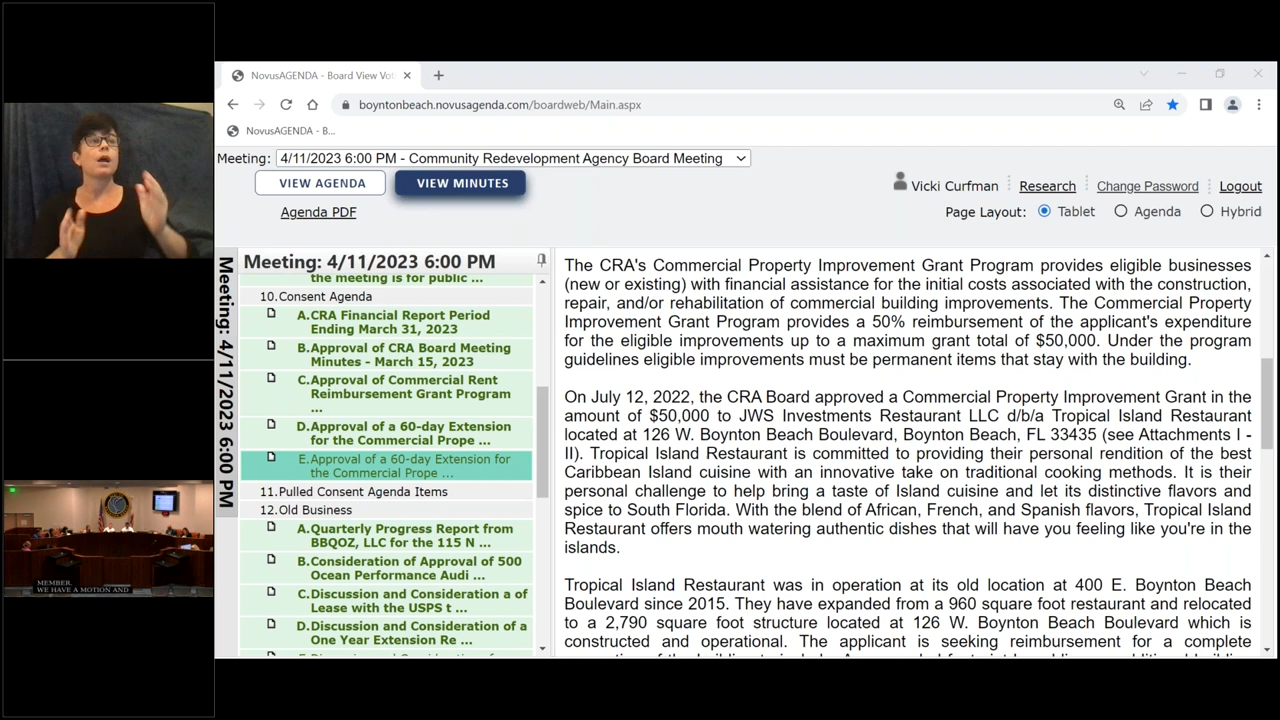 NovusAGENDA - Board View Vot
boyntonbeach.novusagenda.com/boardweb/Main.aspx
NovusAGENDA - B...
Meeting: 4/11/2023 6:00 PM - Community Redevelopment Agency Board Meeting
VIEW AGENDA
VIEW MINUTES
Agenda PDF
Vicki Curfman
Research
Change Password
Logout
Page Layout:
Tablet
Agenda
Hybrid
Meeting: 4/11/2023 6:00 PM
Meeting: 4/11/2023 6:00 PM
the meeting is for public ...
10.Consent Agenda
A.CRA Financial Report Period
Ending March 31, 2023
B.Approval of CRA Board Meeting
Minutes - March 15, 2023
C.Approval of Commercial Rent
Reimbursement Grant Program
...
D.Approval of a 60-day Extension
for the Commercial Prope ...
E.Approval of a 60-day Extension for
the Commercial Prope ...
11.Pulled Consent Agenda Items
12.Old Business
A.Quarterly Progress Report from
BBQOZ, LLC for the 115 N ...
B.Consideration of Approval of 500
Ocean Performance Audi ...
C.Discussion and Consideration a of
Lease with the USPS t ...
D.Discussion and Consideration of a
One Year Extension Re ...
The CRA's Commercial Property Improvement Grant Program provides eligible businesses
(new or existing) with financial assistance for the initial costs associated with the construction,
repair, and/or rehabilitation of commercial building improvements. The Commercial Property
Improvement Grant Program provides a 50% reimbursement of the applicant's expenditure
for the eligible improvements up to a maximum grant total of $50,000. Under the program
guidelines eligible improvements must be permanent items that stay with the building.
On July 12, 2022, the CRA Board approved a Commercial Property Improvement Grant in the
amount of $50,000 to JWS Investments Restaurant LLC d/b/a Tropical Island Restaurant
located at 126 W. Boynton Beach Boulevard, Boynton Beach, FL 33435 (see Attachments I -
II). Tropical Island Restaurant is committed to providing their personal rendition of the best
Caribbean Island cuisine with an innovative take on traditional cooking methods. It is their
personal challenge to help bring a taste of Island cuisine and let its distinctive flavors and
spice to South Florida. With the blend of African, French, and Spanish flavors, Tropical Island
Restaurant offers mouth watering authentic dishes that will have you feeling like you're in the
islands.
Tropical Island Restaurant was in operation at its old location at 400 E. Boynton Beach
Boulevard since 2015. They have expanded from a 960 square foot restaurant and relocated
to a 2,790 square foot structure located at 126 W. Boynton Beach Boulevard which is
constructed and operational. The applicant is seeking reimbursement for a complete
MEMBER.
WE HAVE A MOTION AND